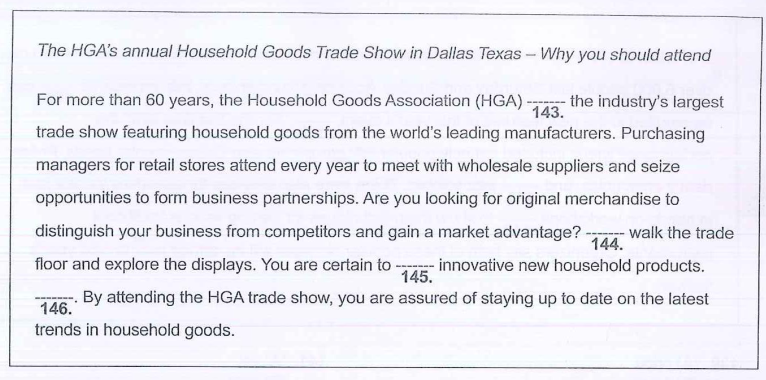 The HGA's annual Household Goods Trade Show in Dallas Texas – Why you should attend
For more than 60 years, the Household Goods Association (HGA) ------- the industry's largest
143.
trade show featuring household goods from the world's leading manufacturers. Purchasing
managers for retail stores attend every year to meet with wholesale suppliers and seize
opportunities to form business partnerships. Are you looking for original merchandise to
distinguish your business from competitors and gain a market advantage? ------- walk the trade
144.
floor and explore the displays. You are certain to ------- innovative new household products.
145.
-------. By attending the HGA trade show, you are assured of staying up to date on the latest
146.
trends in household goods.